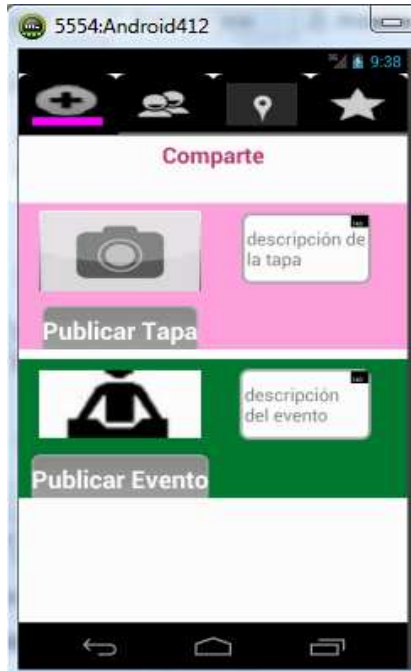 5554:Android412
9:38
Comparte
descripción de
la tapa
Publicar Tapa
descripción
del evento
Publicar Evento